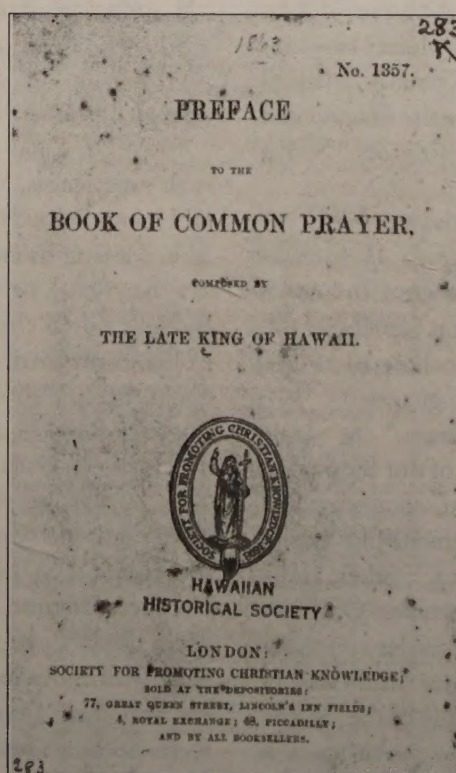 283
1863
No. 1357.
PREFACE
TO THE
BOOK OF COMMON PRAYER,
COMPOSED BY
THE LATE KING OF HAWAII.
SOCIETY FOR PROMOTING CHRISTIAN KNOWLEDGE
HAWAIIAN
HISTORICAL SOCIETY
LONDON:
SOCIETY FOR PROMOTING CHRISTIAN KNOWLEDGE;
SOLD AT THE DEPOSITORIES:
77, GREAT QUEEN STREET, LINCOLN'S INN FIELDS;
4, ROYAL EXCHANGE; 48, PICCADILLY;
AND BY ALL BOOKSELLERS.
283